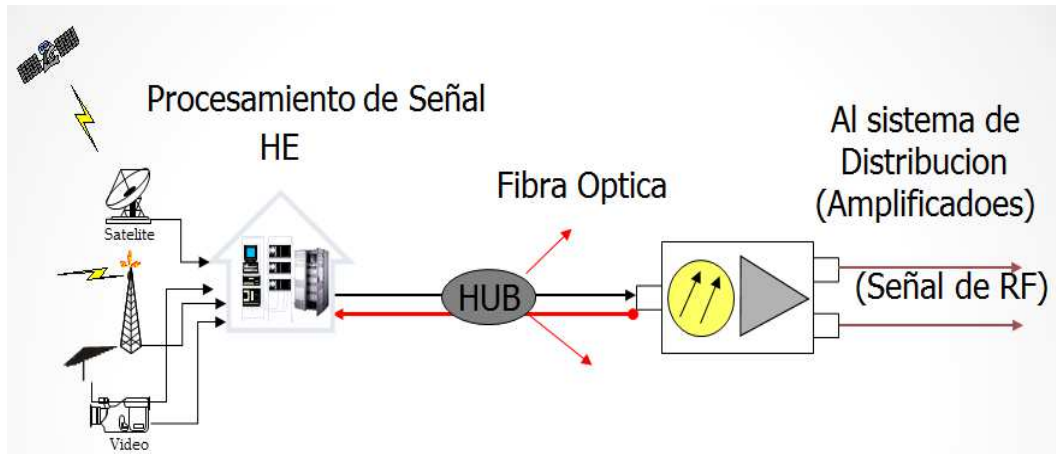 Procesamiento de Señal
HE
Al sistema de
Distribucion
(Amplificadoes)
Fibra Optica
Satelite
HUB
(Señal de RF)
Video